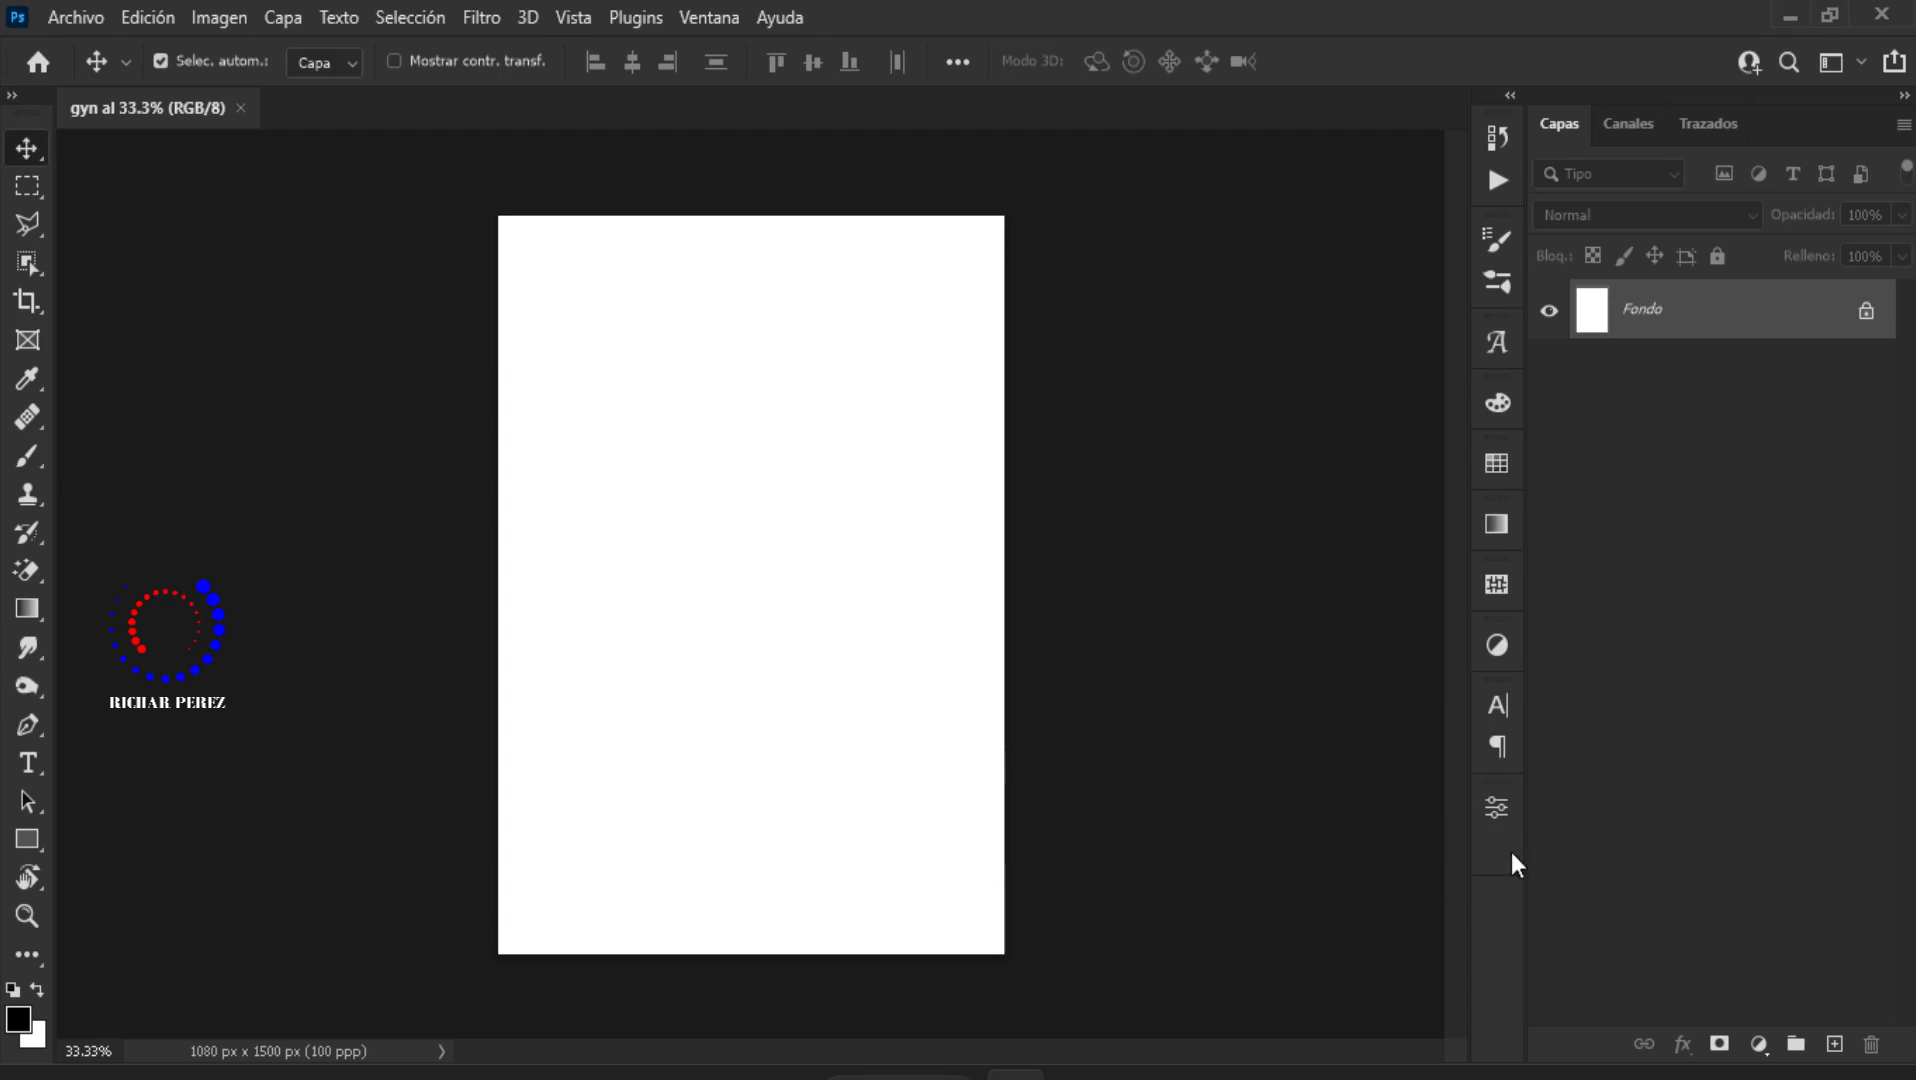 Ps Archivo Edición Imagen Capa Texto Selección Filtro 3D Vista Plugins Ventana Ayuda
Selec. autom.: Capa Mostrar contr. transf. Modo 3D:
gyn al 33.3% (RGB/8)
Capas Canales Trazados
Tipo
Normal Opacidad: 100%
Bloq.: Relleno: 100%
Fondo
RICHAR PEREZ
33.33% 1080 px x 1500 px (100 ppp)